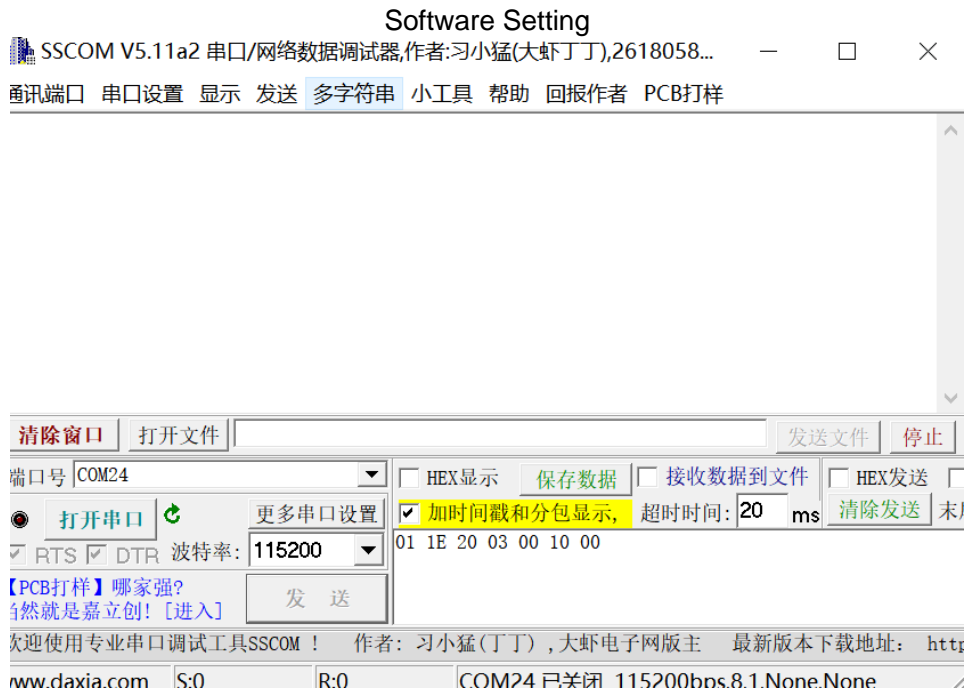 Software Setting
SSCOM V5.11a2 串口/网络数据调试器,作者:习小猛(大虾丁丁),2618058...
通讯端口 串口设置 显示 发送 多字符串 小工具 帮助 回报作者 PCB打样
清除窗口 打开文件 发送文件 停止
端口号 COM24 HEX显示 保存数据 接收数据到文件 HEX发送
打开串口 更多串口设置 加时间戳和分包显示, 超时时间: 20 ms 清除发送 末
RTS DTR 波特率: 115200 01 1E 20 03 00 10 00
【PCB打样】哪家强?
当然就是嘉立创! [进入] 发 送
欢迎使用专业串口调试工具SSCOM ! 作者: 习小猛(丁丁) ,大虾电子网版主 最新版本下载地址: http
www.daxia.com S:0 R:0 COM24 已关闭 115200bps,8,1,None,None